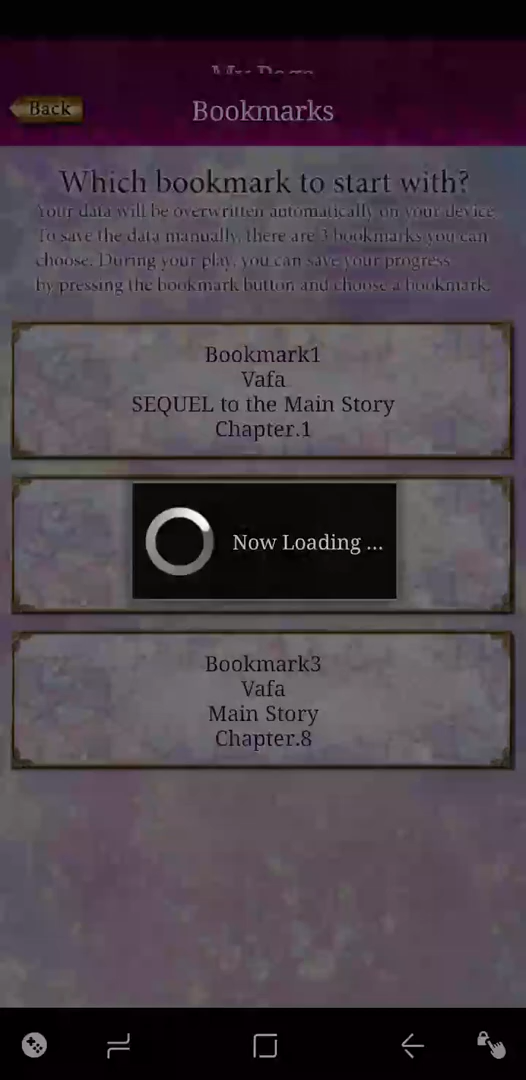 My Page
Back
Bookmarks
Which bookmark to start with?
Your data will be overwritten automatically on your device.
To save the data manually, there are 3 bookmarks you can
choose. During your play, you can save your progress
by pressing the bookmark button and choose a bookmark.
Bookmark1
Vafa
SEQUEL to the Main Story
Chapter.1
Now Loading ...
Bookmark3
Vafa
Main Story
Chapter.8